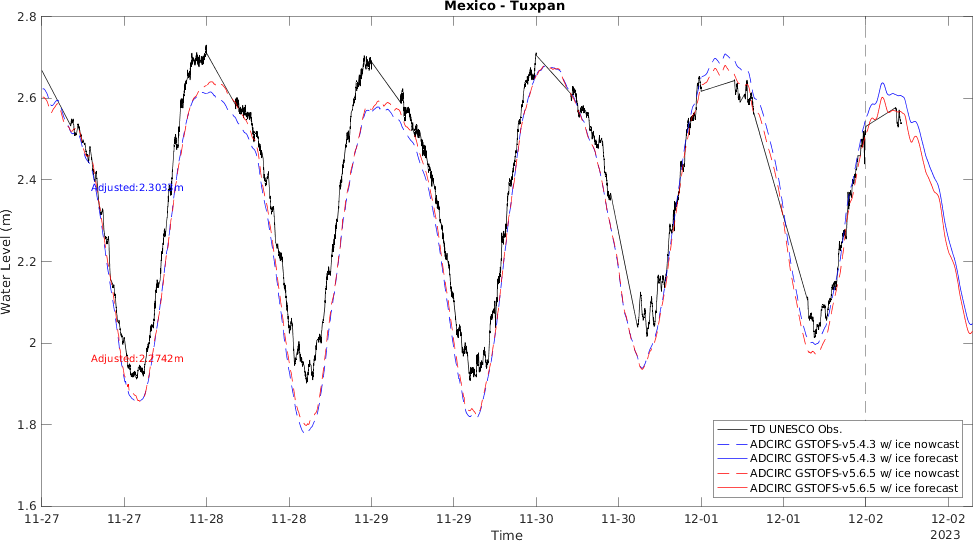 Mexico - Tuxpan
Water Level (m)
2.8
2.6
2.4
2.2
2
1.8
1.6
Adjusted:2.303 m
Adjusted:2.2742m
TD UNESCO Obs.
ADCIRC GSTOFS-v5.4.3 w/ ice nowcast
ADCIRC GSTOFS-v5.4.3 w/ ice forecast
ADCIRC GSTOFS-v5.6.5 w/ ice nowcast
ADCIRC GSTOFS-v5.6.5 w/ ice forecast
11-27 11-27 11-28 11-28 11-29 11-29 11-30 11-30 12-01 12-01 12-02 12-02
Time
2023